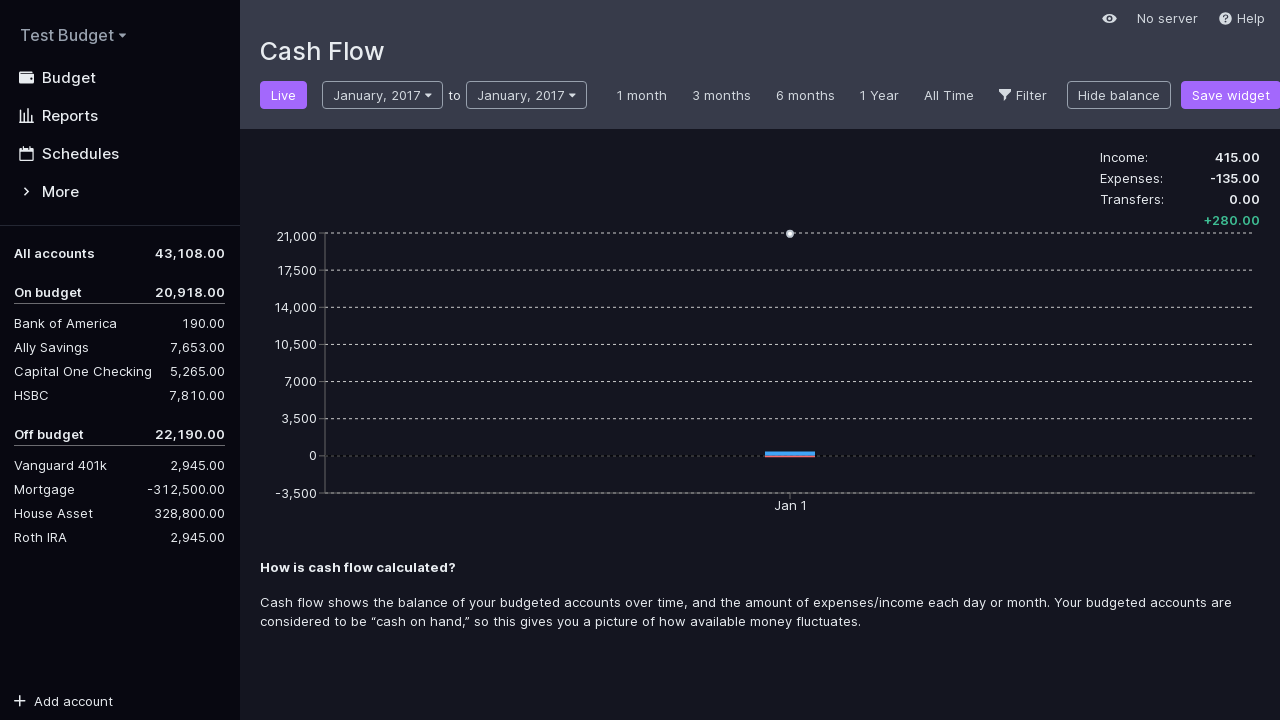 Test Budget
Budget
Reports
Schedules
More
All accounts 43,108.00
On budget 20,918.00
Bank of America 190.00
Ally Savings 7,653.00
Capital One Checking 5,265.00
HSBC 7,810.00
Off budget 22,190.00
Vanguard 401k 2,945.00
Mortgage -312,500.00
House Asset 328,800.00
Roth IRA 2,945.00
Add account
No server Help
Cash Flow
Live January, 2017 to January, 2017 1 month 3 months 6 months 1 Year All Time Filter Hide balance Save widget
Income: 415.00
Expenses: -135.00
Transfers: 0.00
+280.00
21,000
17,500
14,000
10,500
7,000
3,500
0
-3,500
Jan 1
How is cash flow calculated?
Cash flow shows the balance of your budgeted accounts over time, and the amount of expenses/income each day or month. Your budgeted accounts are
considered to be “cash on hand,” so this gives you a picture of how available money fluctuates.